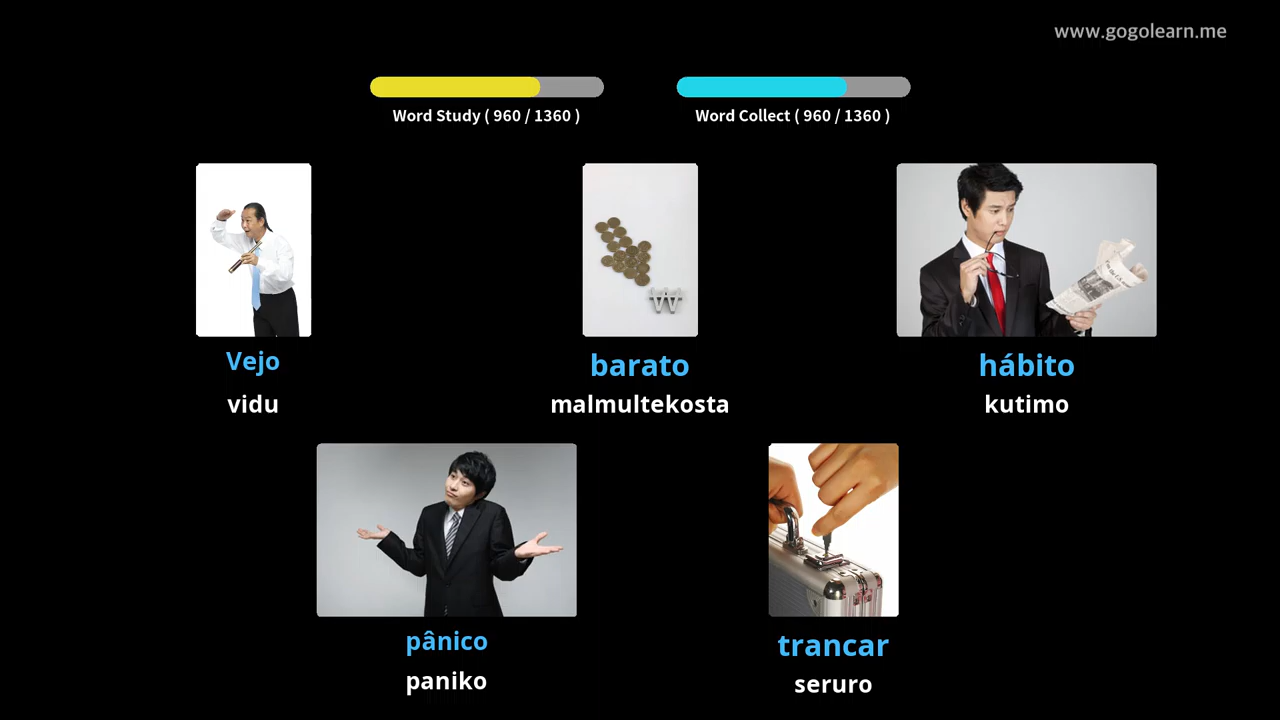 www.gogolearn.me
Word Study ( 960 / 1360 )
Word Collect ( 960 / 1360 )
Vejo
vidu
barato
malmultekosta
hábito
kutimo
pânico
paniko
trancar
seruro